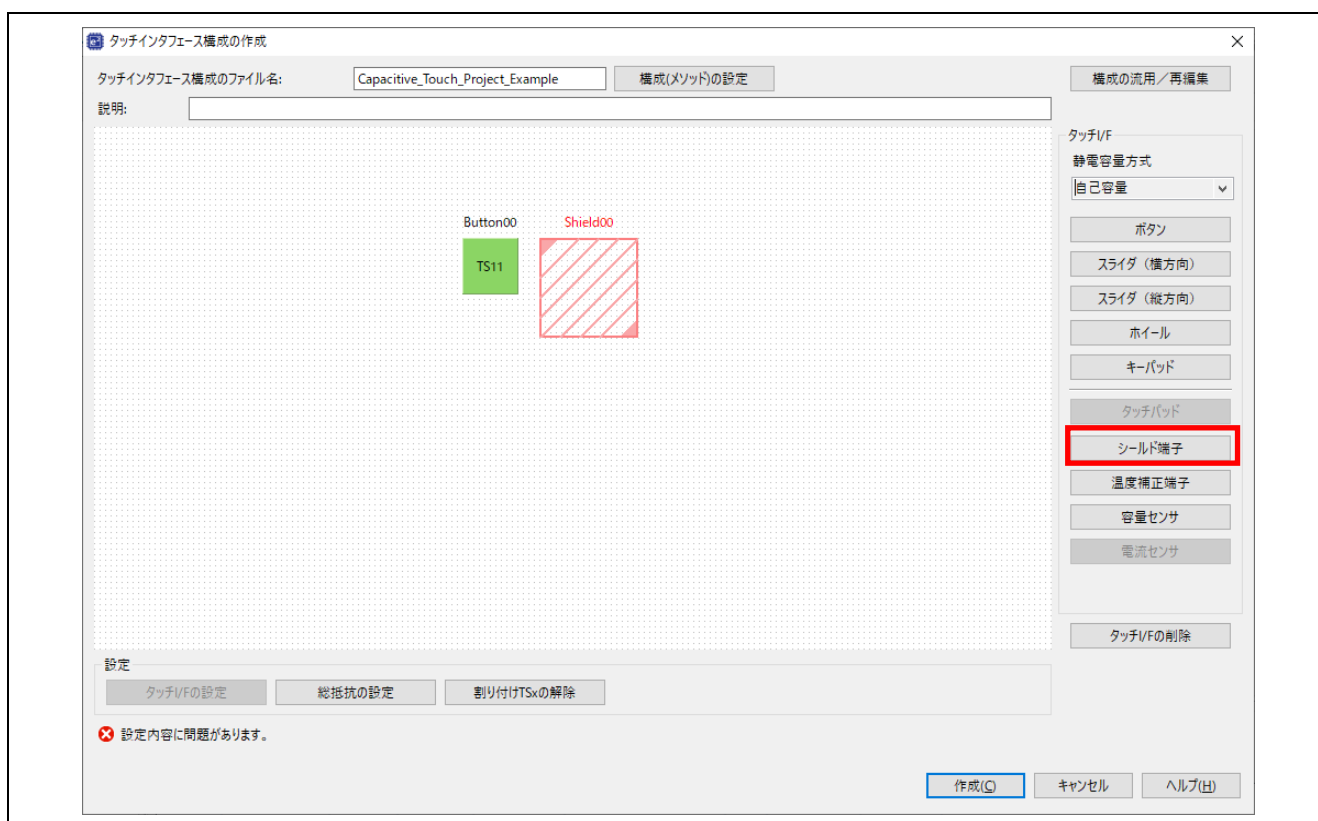 タッチインタフェース構成の作成
タッチインタフェース構成のファイル名: Capacitive_Touch_Project_Example 構成(メソッド)の設定 構成の流用／再編集
説明:
タッチI/F
静電容量方式
自己容量
Button00 Shield00
TS11
ボタン
スライダ（横方向）
スライダ（縦方向）
ホイール
キーパッド
タッチパッド
シールド端子
温度補正端子
容量センサ
電流センサ
タッチI/Fの削除
設定
タッチI/Fの設定 総抵抗の設定 割り付けTSxの解除
設定内容に問題があります。
作成(C) キャンセル ヘルプ(H)